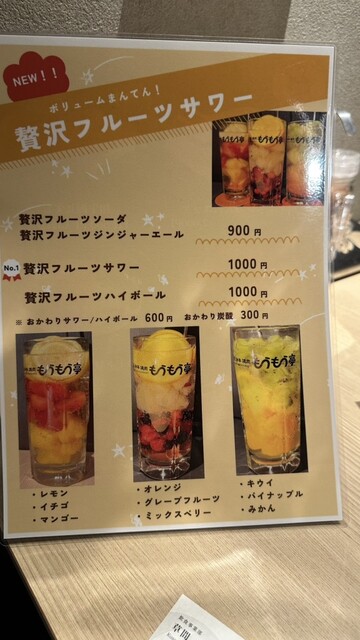 NEW!!
ボリュームまんてん!
贅沢フルーツサワー
贅沢フルーツソーダ
贅沢フルーツジンジャーエール 900円
No.1 贅沢フルーツサワー 1000円
贅沢フルーツハイボール 1000円
※ おかわりサワー/ハイボール 600円 おかわり炭酸 300円
もうもう亭
もうもう亭
もうもう亭
・レモン
・イチゴ
・マンゴー
・オレンジ
・グレープフルーツ
・ミックスベリー
・キウイ
・パイナップル
・みかん